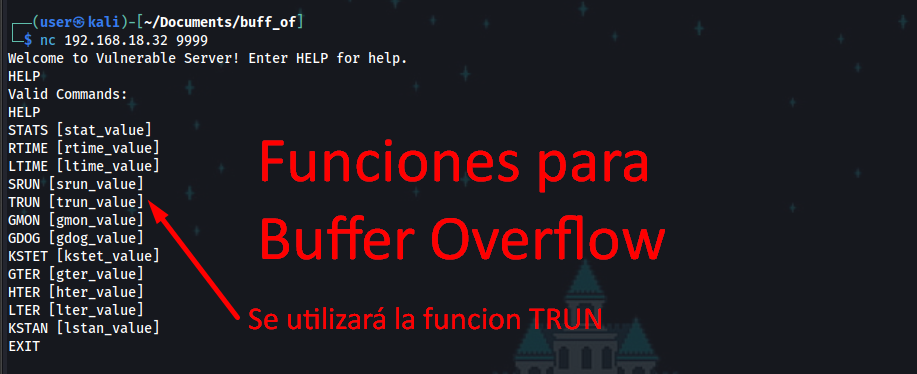 ┌──(user㉿kali)-[~/Documents/buff_of]
└─$ nc 192.168.18.32 9999
Welcome to Vulnerable Server! Enter HELP for help.
HELP
Valid Commands:
HELP
STATS [stat_value]
RTIME [rtime_value]
LTIME [ltime_value]
SRUN [srun_value]
TRUN [trun_value]
GMON [gmon_value]
GDOG [gdog_value]
KSTET [kstet_value]
GTER [gter_value]
HTER [hter_value]
LTER [lter_value]
KSTAN [lstan_value]
EXIT
Funciones para
Buffer Overflow
Se utilizará la funcion TRUN